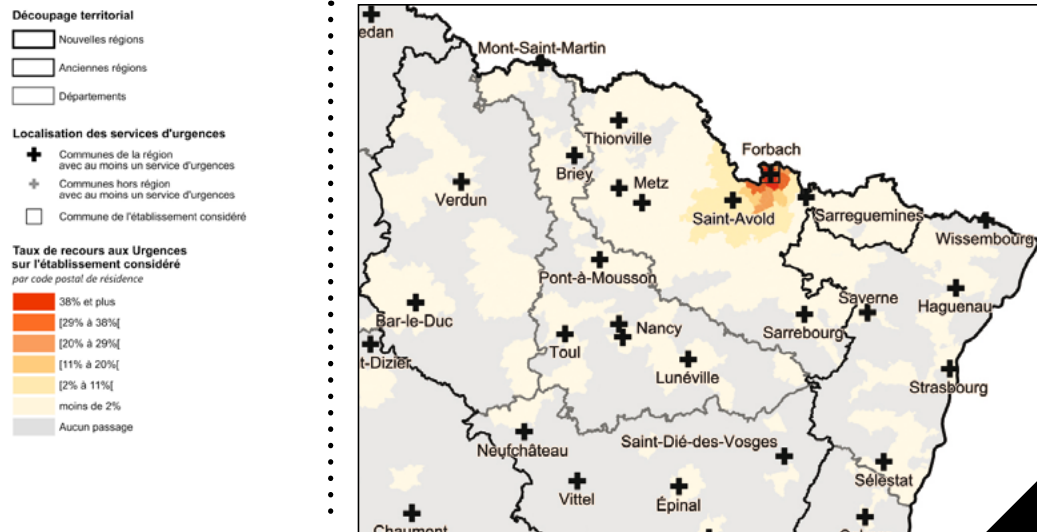 Découpage territorial
Nouvelles régions
Anciennes régions
Départements
Localisation des services d'urgences
Communes de la région
avec au moins un service d'urgences
Communes hors région
avec au moins un service d'urgences
Commune de l'établissement considéré
Taux de recours aux Urgences
sur l'établissement considéré
par code postal de résidence
38% et plus
[29% à 38%[
[20% à 29%[
[11% à 20%[
[2% à 11%[
moins de 2%
Aucun passage
edan
Mont-Saint-Martin
Thionville
Forbach
Briey
Metz
Verdun
Saint-Avold
Sarreguemines
Wissembourg
Pont-à-Mousson
Saverne
Haguenau
Bar-le-Duc
Nancy
Sarrebourg
t-Dizier
Toul
Lunéville
Strasbourg
Neufchâteau
Saint-Dié-des-Vosges
Sélestat
Vittel
Épinal
Chaumont